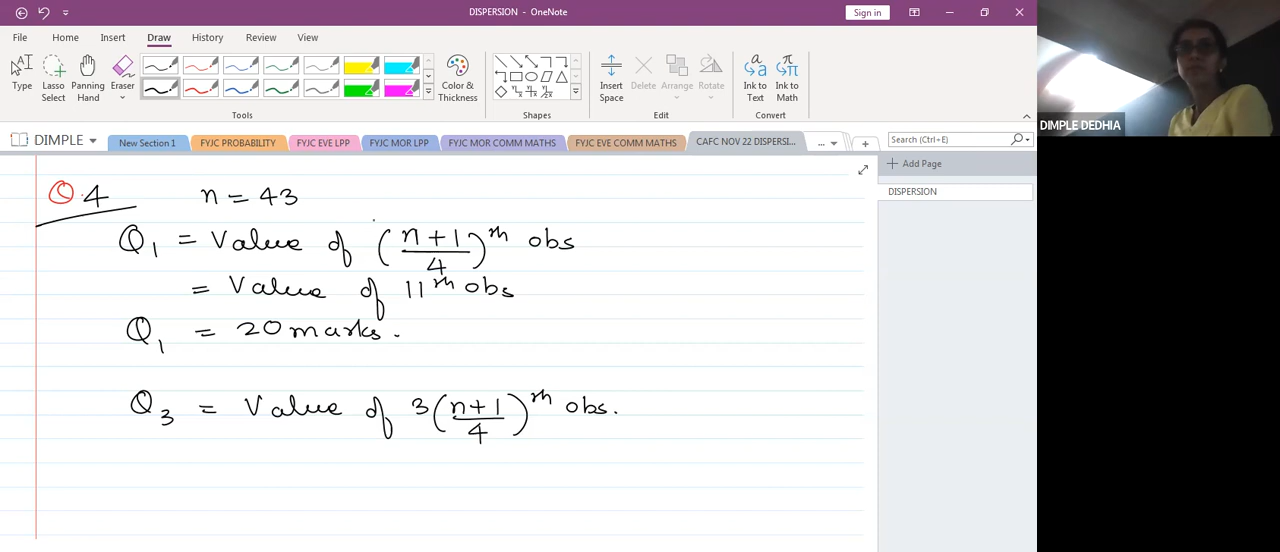 DISPERSION - OneNote
Sign in
File Home Insert Draw History Review View
Type Lasso Select Panning Hand Eraser Color & Thickness Insert Space Delete Arrange Rotate Ink to Text Ink to Math
Tools Shapes Edit Convert
DIMPLE New Section 1 FYJC PROBABILITY FYJC EVE LPP FYJC MOR LPP FYJC MOR COMM MATHS FYJC EVE COMM MATHS CAFC NOV 22 DISPERSI... ... Search (Ctrl+E)
Add Page
DISPERSION
DIMPLE DEDHIA
Q.4 n = 43
Q₁ = Value of ((n+1)/4)th obs
= Value of 11th obs
Q₁ = 20 marks.
Q₃ = Value of 3((n+1)/4)th obs.